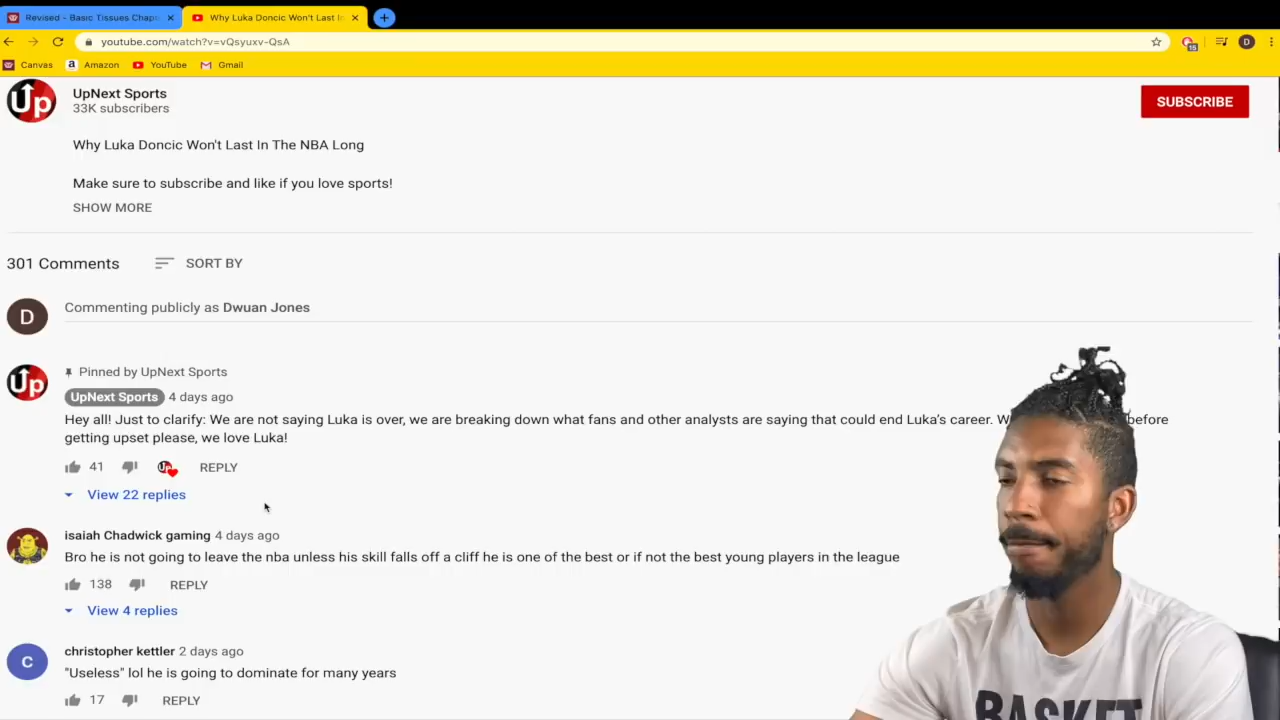 Revised - Basic Tissues Chap
Why Luka Doncic Won't Last In
youtube.com/watch?v=vQsyuxv-QsA
15
D
Canvas
Amazon
YouTube
Gmail
Up
UpNext Sports
33K subscribers
SUBSCRIBE
Why Luka Doncic Won't Last In The NBA Long
Make sure to subscribe and like if you love sports!
SHOW MORE
301 Comments
SORT BY
D
Commenting publicly as Dwuan Jones
Up
Pinned by UpNext Sports
UpNext Sports 4 days ago
Hey all! Just to clarify: We are not saying Luka is over, we are breaking down what fans and other analysts are saying that could end Luka's career. W before
getting upset please, we love Luka!
41
REPLY
View 22 replies
isaiah Chadwick gaming 4 days ago
Bro he is not going to leave the nba unless his skill falls off a cliff he is one of the best or if not the best young players in the league
138
REPLY
View 4 replies
C
christopher kettler 2 days ago
"Useless" lol he is going to dominate for many years
17
REPLY
BASKET